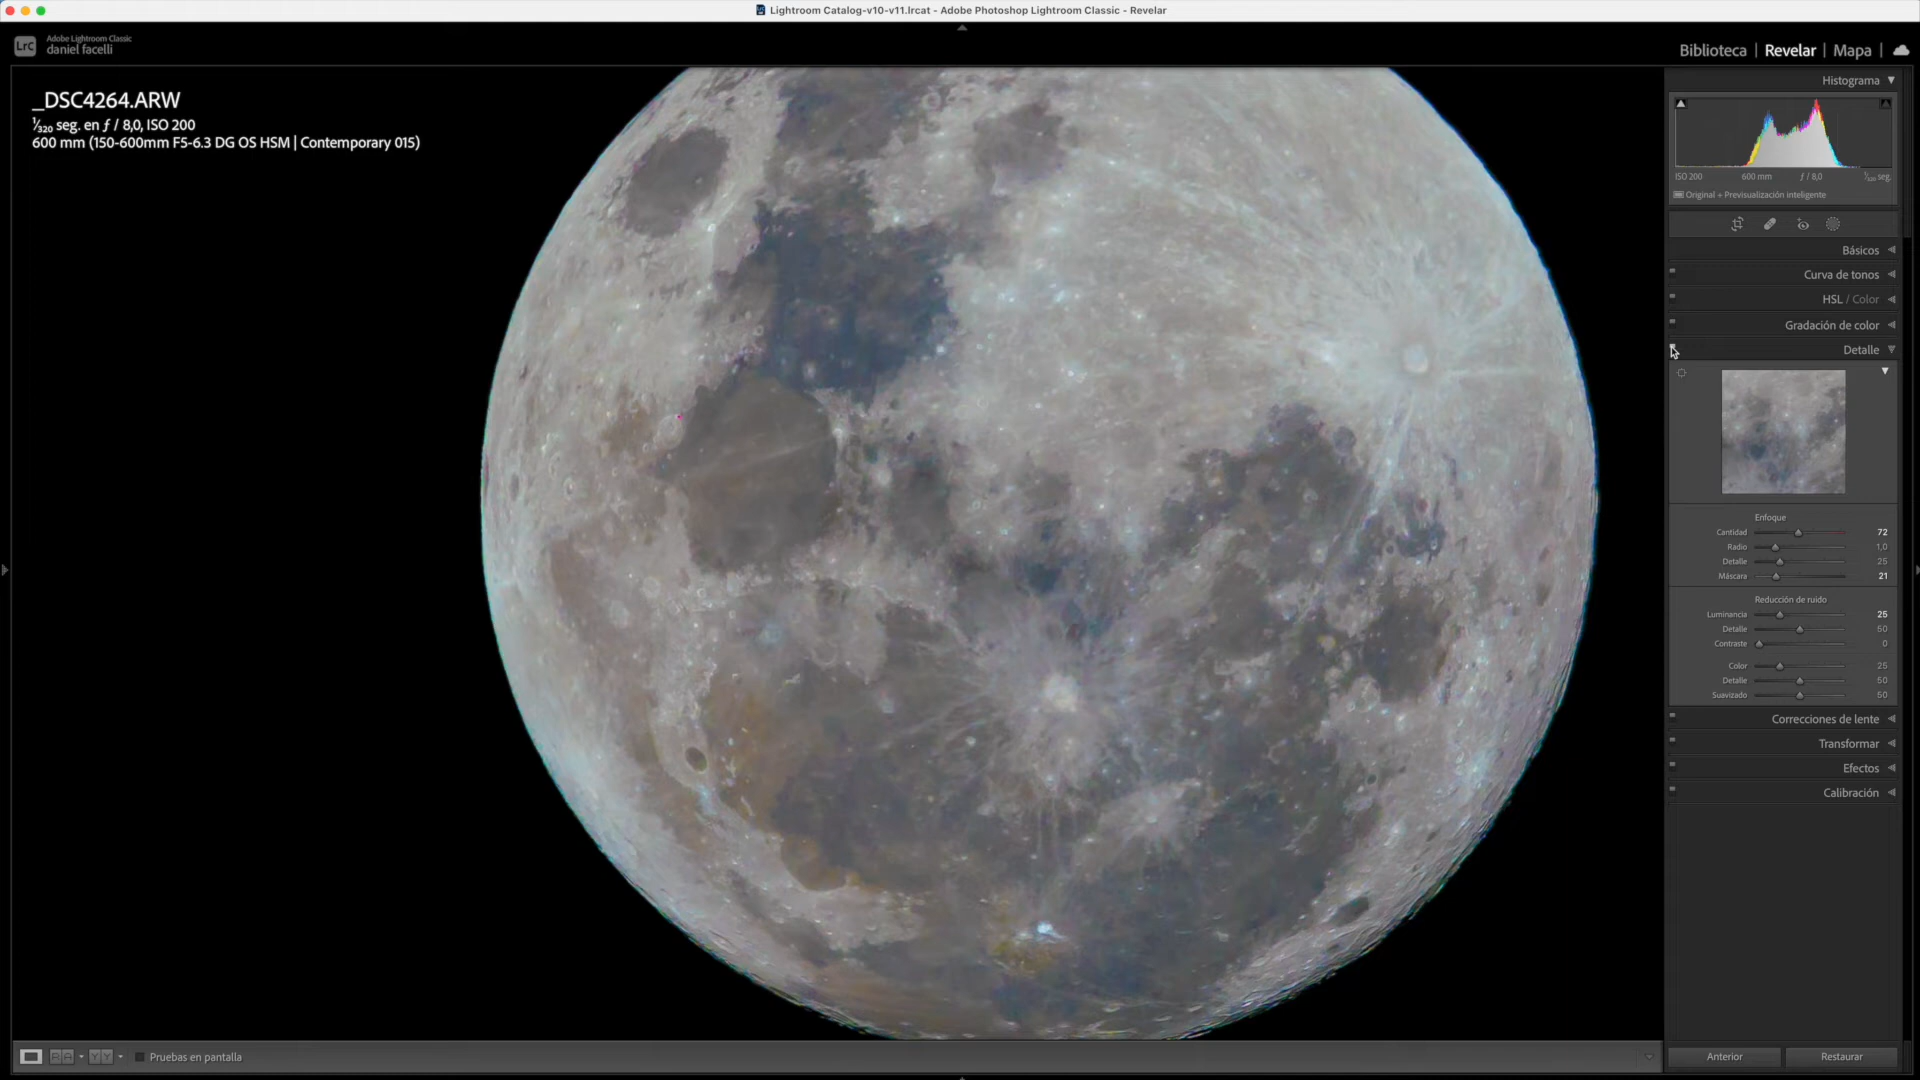 Lightroom Catalog-v10-v11.lrcat - Adobe Photoshop Lightroom Classic - Revelar
LrC
Adobe Lightroom Classic
daniel facelli
Biblioteca | Revelar | Mapa |
_DSC4264.ARW
1/320 seg. en ƒ / 8,0, ISO 200
600 mm (150-600mm F5-6.3 DG OS HSM | Contemporary 015)
Histograma
ISO 200 600 mm ƒ / 8,0 1/320 seg.
Original + Previsualización inteligente
Básicos
Curva de tonos
HSL / Color
Gradación de color
Detalle
Enfoque
Cantidad 72
Radio 1,0
Detalle 25
Máscara 21
Reducción de ruido
Luminancia 25
Detalle 50
Contraste 0
Color 25
Detalle 50
Suavizado 50
Correcciones de lente
Transformar
Efectos
Calibración
Pruebas en pantalla
Anterior Restaurar